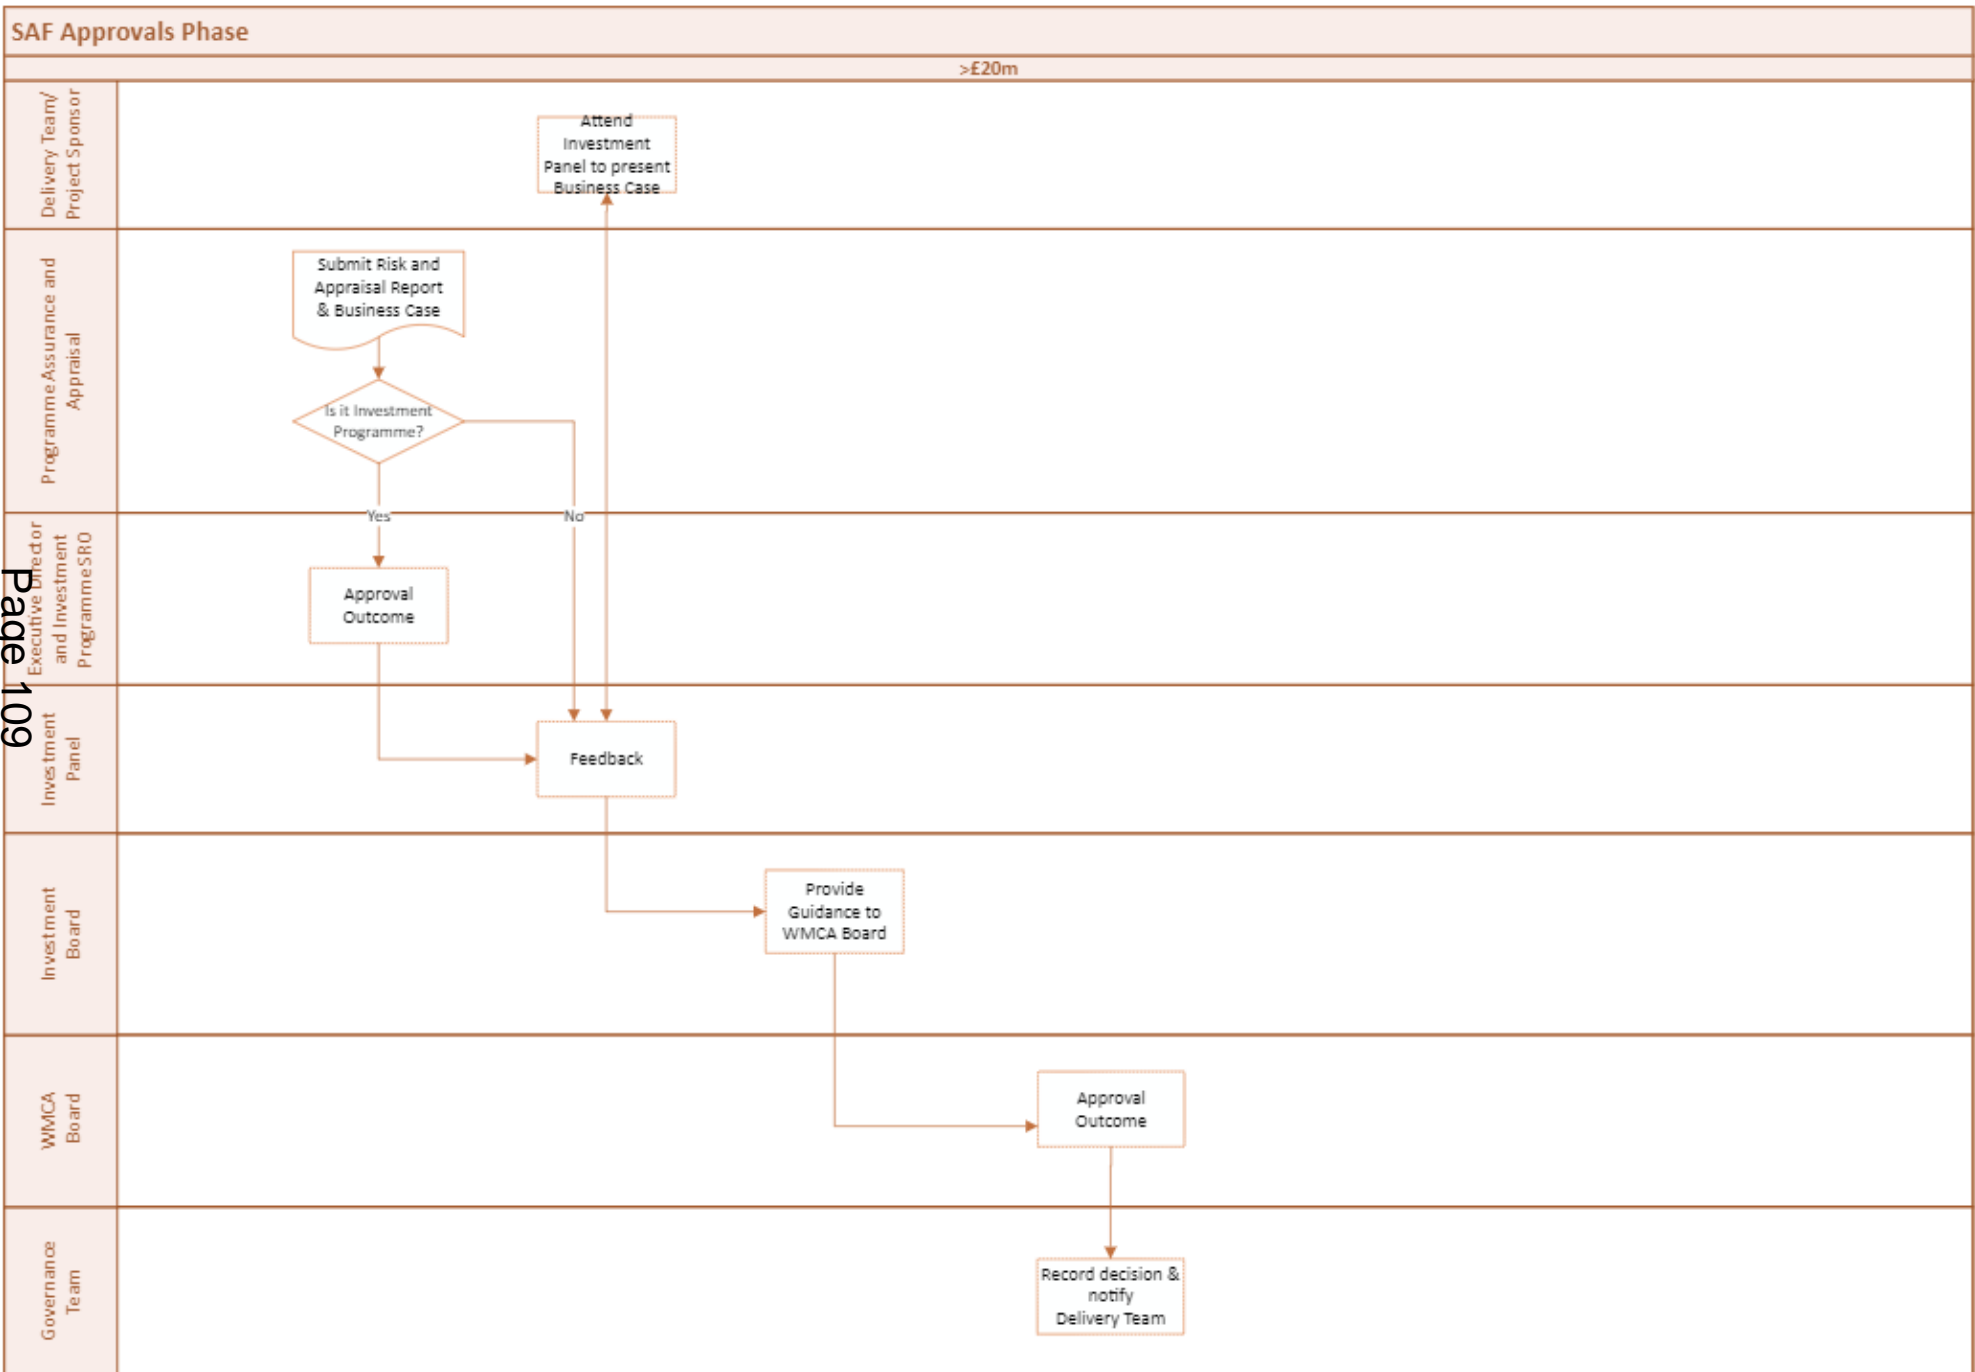 SAF Approvals Phase
>£20m
Delivery Team/
Project Sponsor
Attend
Investment
Panel to present
Business Case
Programme Assurance and
Appraisal
Submit Risk and
Appraisal Report
& Business Case
Is it Investment
Programme?
Yes
No
Executive Director
and Investment
Programme SRO
Approval
Outcome
Page 109
Investment
Panel
Feedback
Investment
Board
Provide
Guidance to
WMCA Board
WMCA
Board
Approval
Outcome
Governance
Team
Record decision &
notify
Delivery Team